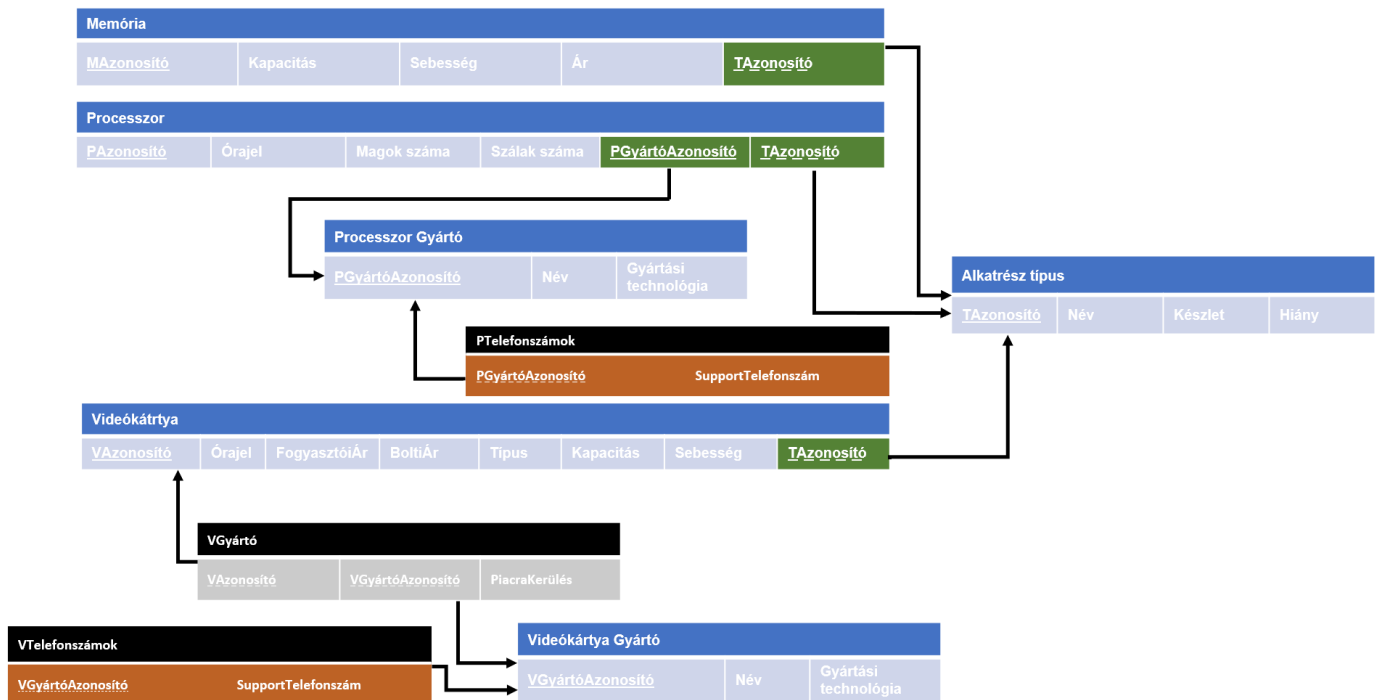 Memória
MAzonosító Kapacitás Sebesség Ár TAzonosító
Processzor
PAzonosító Órajel Magok száma Szálak száma PGyártóAzonosító TAzonosító
Processzor Gyártó
PGyártóAzonosító Név Gyártási
technológia
Alkatrész típus
TAzonosító Név Készlet Hiány
PTelefonszámok
PGyártóAzonosító SupportTelefonszám
Videókátrtya
VAzonosító Órajel FogyasztóiÁr BoltiÁr Típus Kapacitás Sebesség TAzonosító
VGyártó
VAzonosító VGyártóAzonosító PiacraKerülés
VTelefonszámok
VGyártóAzonosító SupportTelefonszám
Videókártya Gyártó
VGyártóAzonosító Név Gyártási
technológia